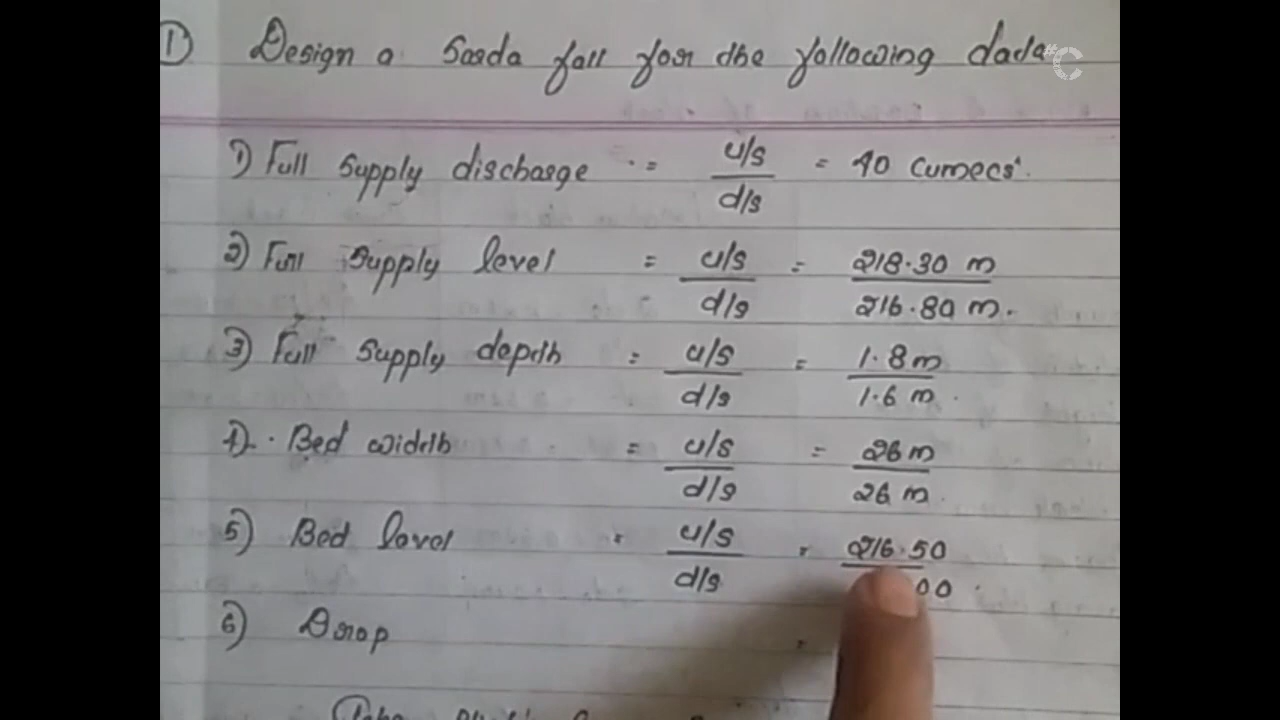 1) Design a Sarda fall for the following data
#C
1) Full supply discharge = u/s / d/s = 40 cumecs.
2) Full supply level = u/s / d/s = 218.30 m / 216.80 m.
3) Full supply depth = u/s / d/s = 1.8 m / 1.6 m.
4) Bed width = u/s / d/s = 26 m / 26 m.
5) Bed level = u/s / d/s = 216.50 / 00
6) Drop =